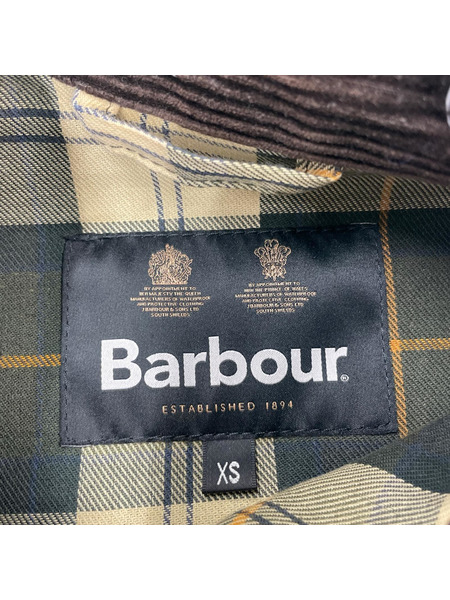 BY APPOINTMENT TO
HER MAJESTY THE QUEEN
MANUFACTURERS OF WATERPROOF
AND PROTECTIVE CLOTHING
J.BARBOUR & SONS LTD
SOUTH SHIELDS
BY APPOINTMENT TO
HRH THE PRINCE OF WALES
MANUFACTURERS OF WATERPROOF
AND PROTECTIVE CLOTHING
J.BARBOUR & SONS LTD
SOUTH SHIELDS
Barbour®
ESTABLISHED 1894
XS